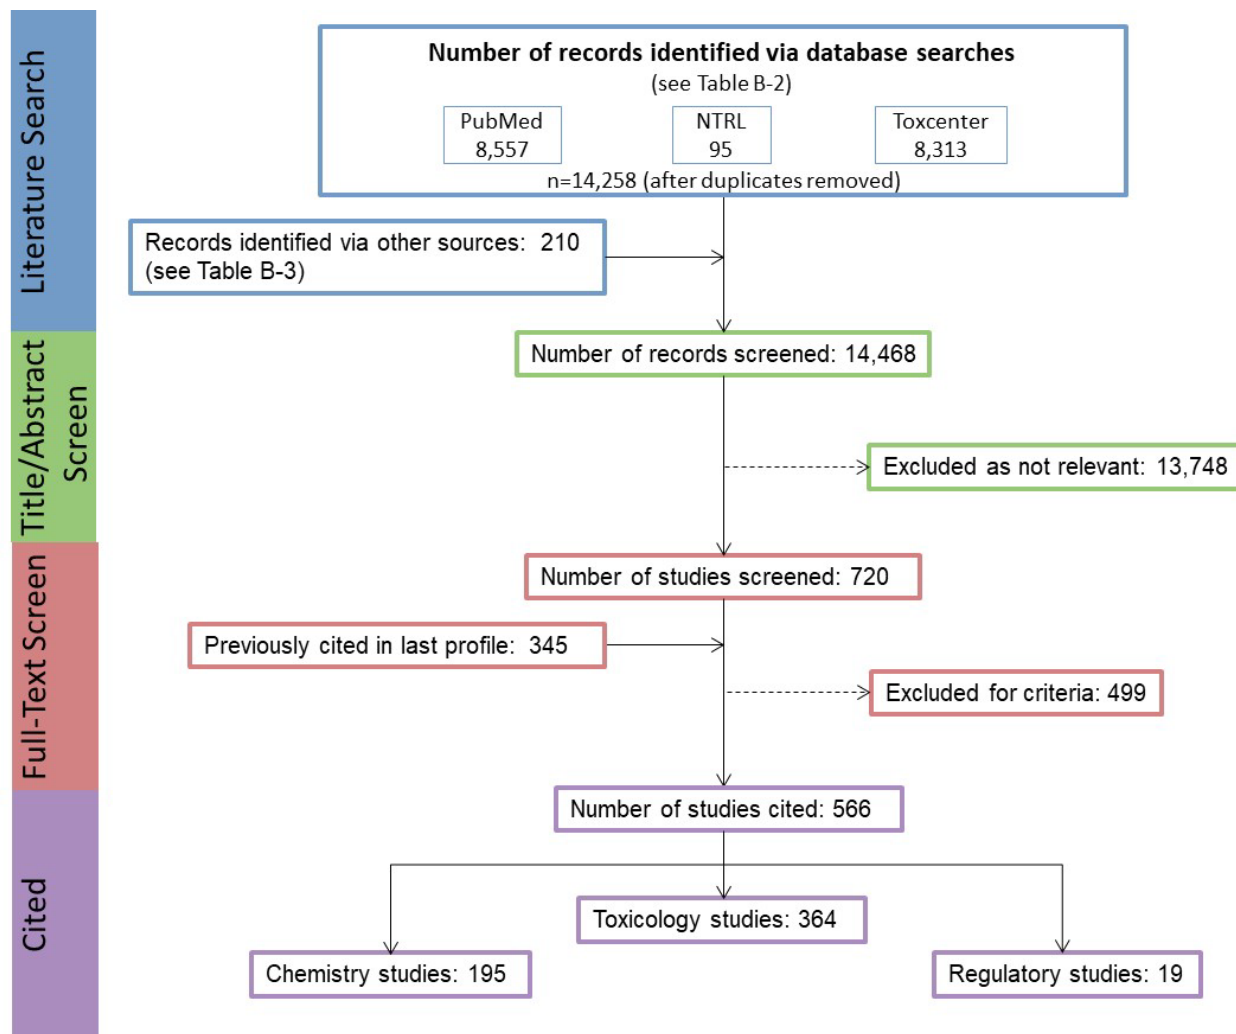 Literature Search
Number of records identified via database searches
(see Table B-2)
PubMed
8,557
NTRL
95
Toxcenter
8,313
n=14,258 (after duplicates removed)
Records identified via other sources: 210
(see Table B-3)
Title/Abstract
Screen
Number of records screened: 14,468
Excluded as not relevant: 13,748
Full-Text Screen
Number of studies screened: 720
Previously cited in last profile: 345
Excluded for criteria: 499
Cited
Number of studies cited: 566
Toxicology studies: 364
Chemistry studies: 195
Regulatory studies: 19